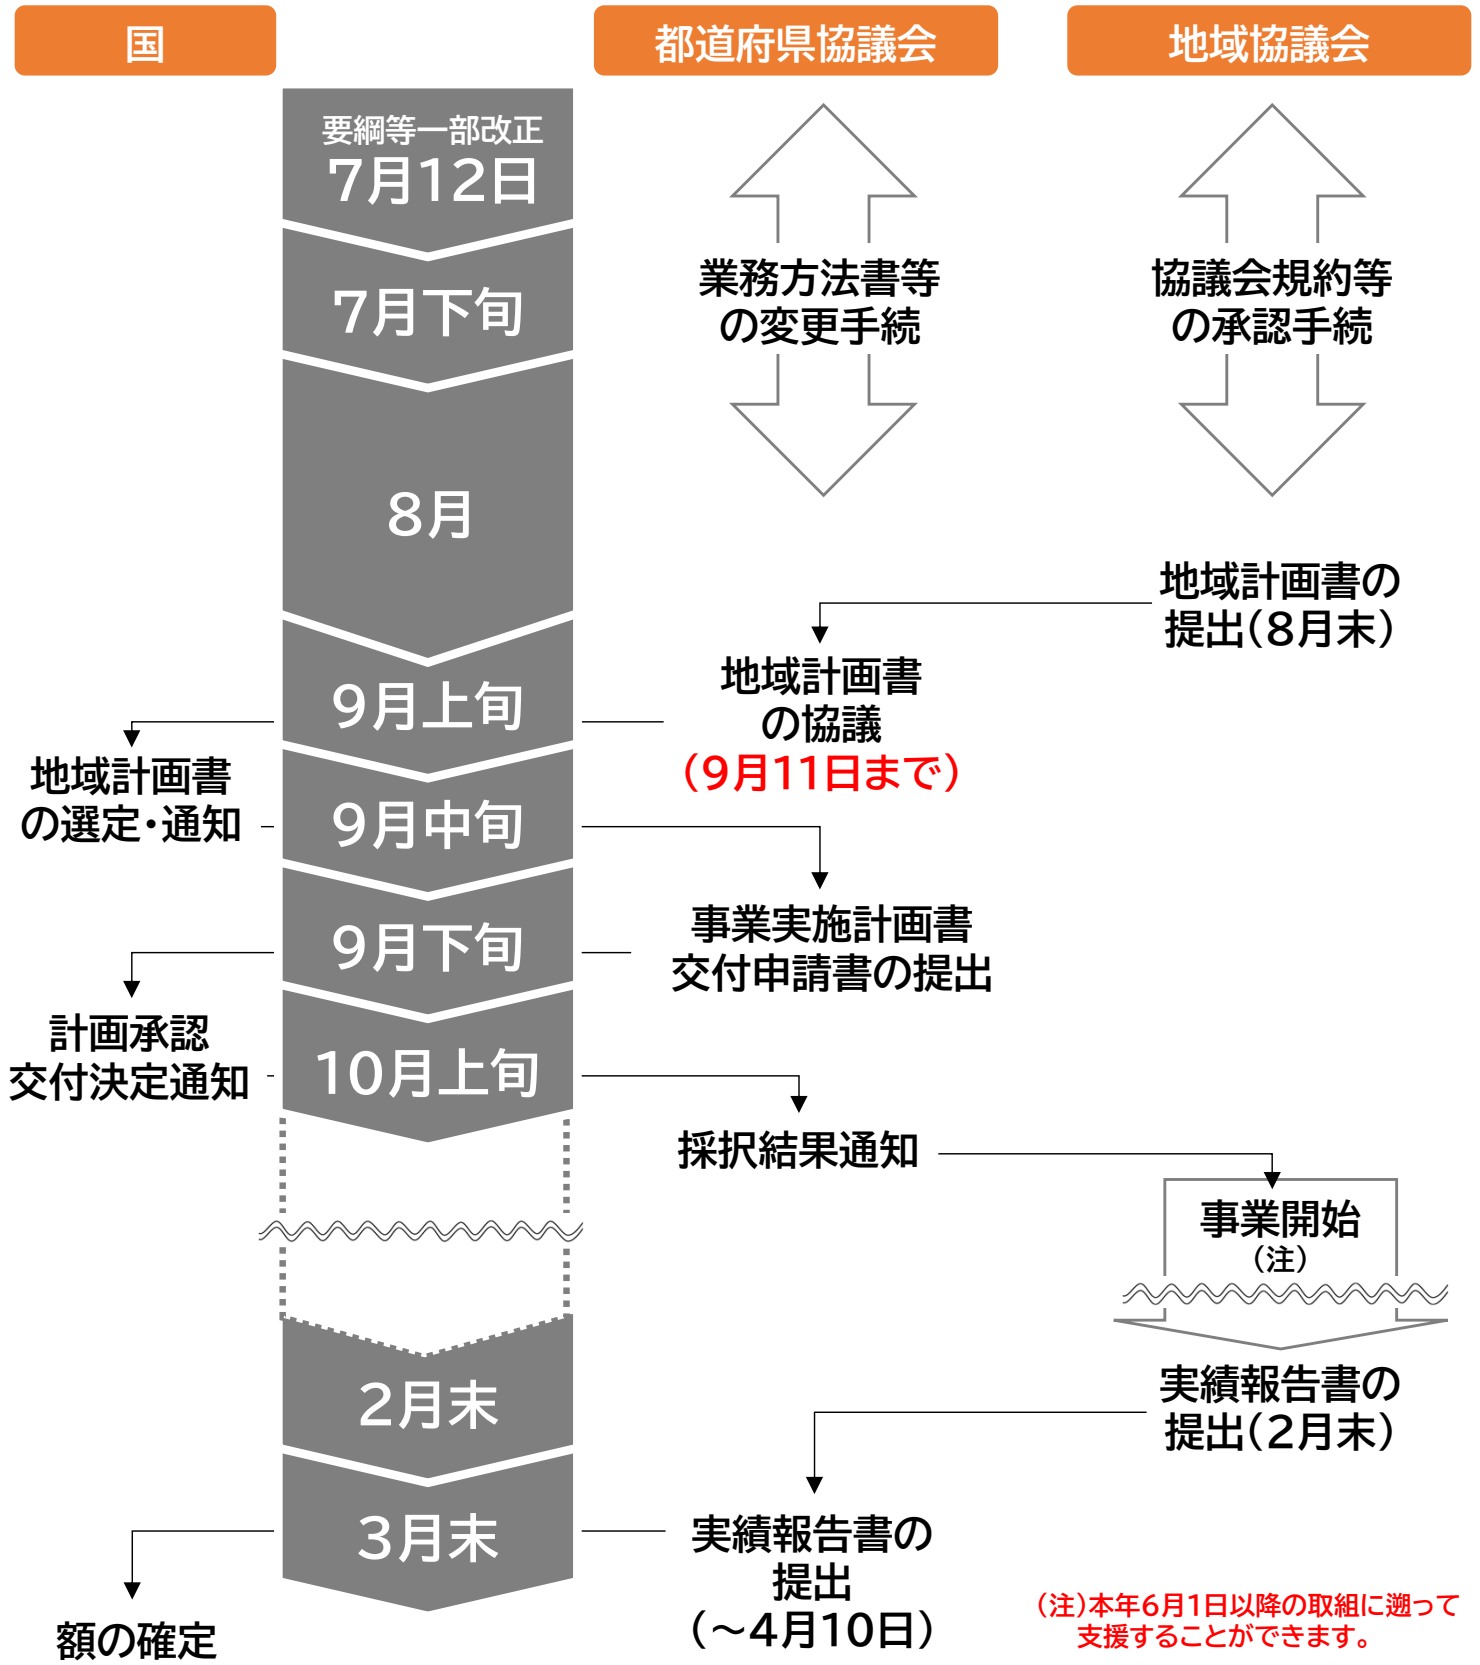 国
都道府県協議会
地域協議会
要綱等一部改正
7月12日
7月下旬
業務方法書等
の変更手続
協議会規約等
の承認手続
8月
地域計画書の
提出(8月末)
9月上旬
地域計画書
の協議
(9月11日まで)
地域計画書
の選定・通知
9月中旬
事業実施計画書
交付申請書の提出
9月下旬
計画承認
交付決定通知
10月上旬
採択結果通知
事業開始
(注)
2月末
実績報告書の
提出(2月末)
3月末
実績報告書の
提出
(～4月10日)
額の確定
(注)本年6月1日以降の取組に遡って
支援することができます。